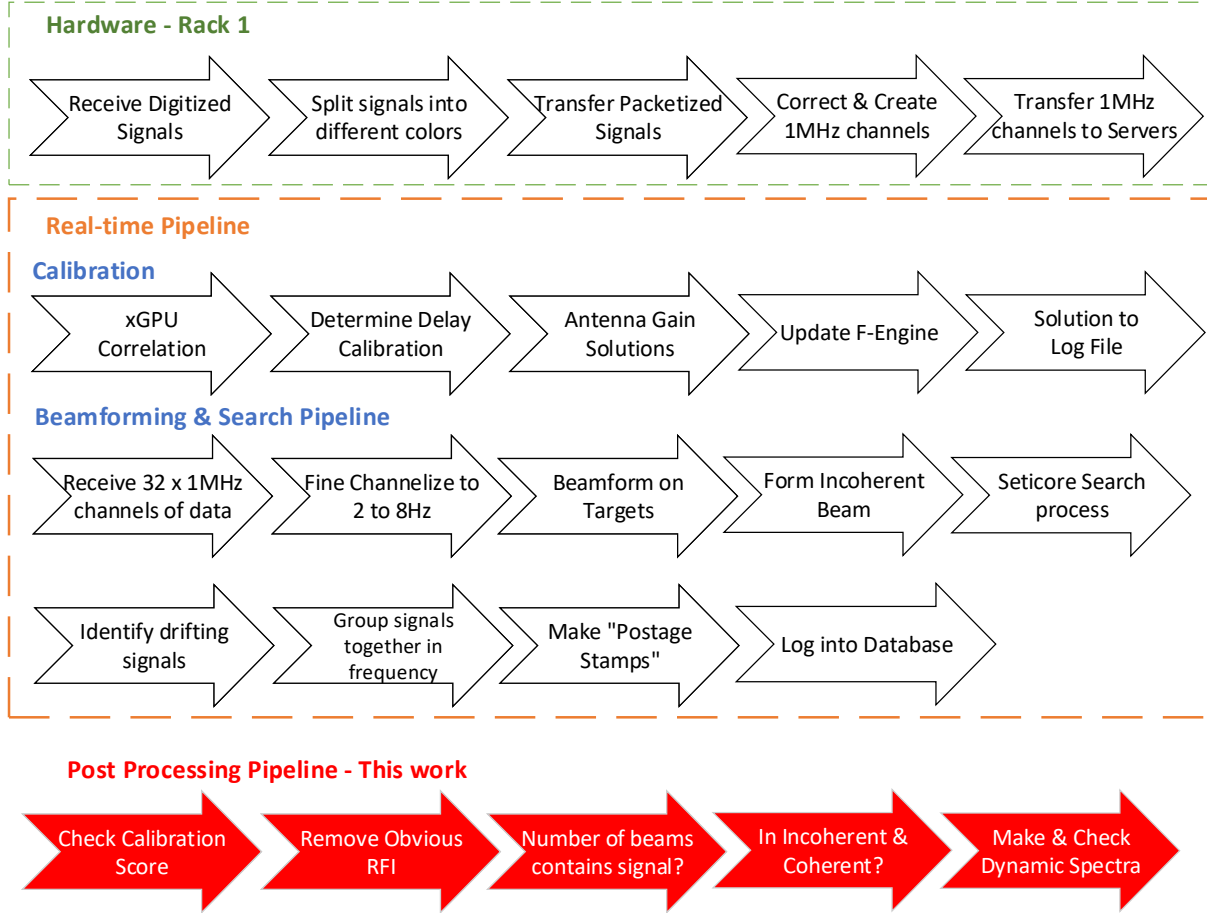 Hardware - Rack 1
Receive Digitized
Signals
Split signals into
different colors
Transfer Packetized
Signals
Correct & Create
1MHz channels
Transfer 1MHz
channels to Servers
Real-time Pipeline
Calibration
xGPU
Correlation
Determine Delay
Calibration
Antenna Gain
Solutions
Update F-Engine
Solution to
Log File
Beamforming & Search Pipeline
Receive 32 x 1MHz
channels of data
Fine Channelize to
2 to 8Hz
Beamform on
Targets
Form Incoherent
Beam
Seticore Search
process
Identify drifting
signals
Group signals
together in
frequency
Make "Postage
Stamps"
Log into Database
Post Processing Pipeline - This work
Check Calibration
Score
Remove Obvious
RFI
Number of beams
contains signal?
In Incoherent &
Coherent?
Make & Check
Dynamic Spectra